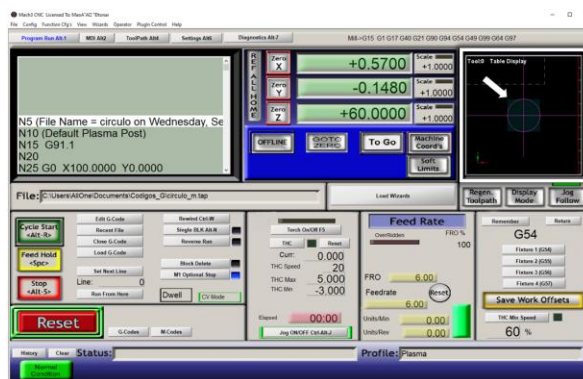 Mach3 CNC Licensed To:
File Config Function Cfg's View Wizards Operator PlugIn Control Help
Program Run Alt-1 MDI Alt2 ToolPath Alt4 Settings Alt6 Diagnostics Alt-7 Mill->G15 G1 G17 G40 G21 G90 G94 G54 G49 G99 G64 G97
REF ALL HOME
Zero X +0.5700 Scale +1.0000
Zero Y -0.1480 Scale +1.0000
Zero Z +60.0000 Scale +1.0000
OFFLINE GOTO ZERO To Go Machine Coord's
Soft Limits
Tool:0 Table Display
N5 (File Name = circulo on Wednesday, Se
N10 (Default Plasma Post)
N15 G91.1
N20
N25 G0 X100.0000 Y0.0000
File: C:\Users\AllOne\Documents\Codigos_G\circulo_m.tap
Load Wizards
Regen. Toolpath Display Mode Jog Follow
Cycle Start <Alt-R>
Feed Hold <Spc>
Stop <Alt-S>
Edit G-Code Rewind Ctrl-W
Recent File Single BLK Alt-N
Close G-Code Reverse Run
Load G-Code
Block Delete
Set Next Line M1 Optional Stop
Line: 0
Run From Here Dwell CV Mode
Reset
G-Codes M-Codes
Torch On/Off F5
THC Reset
Curr: 0.000
THC Speed 20
THC Max 5.000
THC Min -3.000
Elapsed 00:00
Jog ON/OFF Ctrl-Alt-J
Feed Rate
OverRidden FRO %
100
FRO 6.00
Feedrate Reset
6.00
Units/Min 0.00
Units/Rev 0.00
Remember Return
G54
Fixture 1 (G54)
Fixture 2 (G55)
Fixture 3 (G56)
Fixture 4 (G57)
Save Work Offsets
THC Min Speed
60 %
History Clear Status: Profile: Plasma
Normal Condition